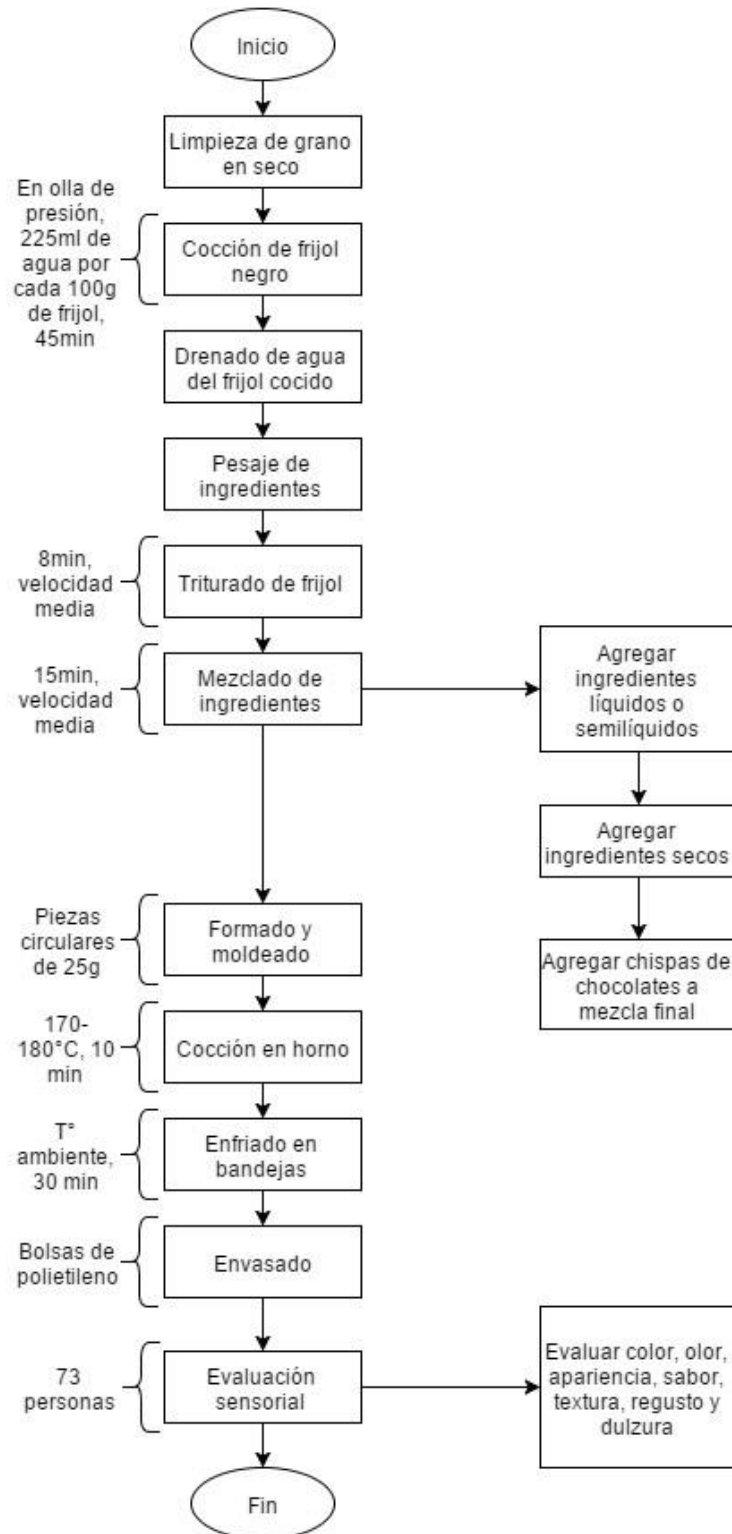 Inicio
Limpieza de grano
en seco
En olla de
presión,
225ml de
agua por
cada 100g
de frijol,
45min
Cocción de frijol
negro
Drenado de agua
del frijol cocido
Pesaje de
ingredientes
8min,
velocidad
media
Triturado de frijol
15min,
velocidad
media
Mezclado de
ingredientes
Agregar
ingredientes
líquidos o
semilíquidos
Agregar
ingredientes secos
Agregar chispas de
chocolates a
mezcla final
Piezas
circulares
de 25g
Formado y
moldeado
170-
180°C, 10
min
Cocción en horno
T°
ambiente,
30 min
Enfriado en
bandejas
Bolsas de
polietileno
Envasado
73
personas
Evaluación
sensorial
Evaluar color, olor,
apariencia, sabor,
textura, regusto y
dulzura
Fin